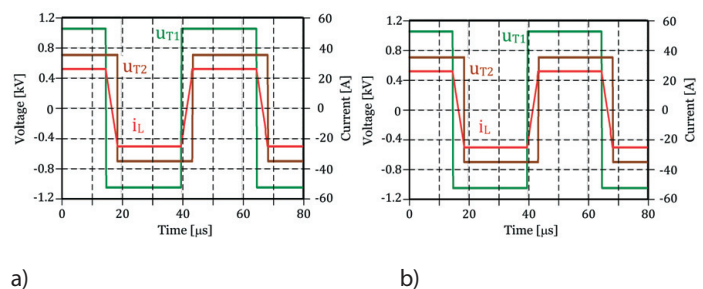 1.2
0.8
0.4
0
-0.4
-0.8
-1.2
Voltage [kV]
60
40
20
0
-20
-40
-60
Current [A]
uT1
uT2
iL
0 20 40 60 80
Time [μs]
a)
1.2
0.8
0.4
0
-0.4
-0.8
-1.2
Voltage [kV]
60
40
20
0
-20
-40
-60
Current [A]
uT1
uT2
iL
0 20 40 60 80
Time [μs]
b)